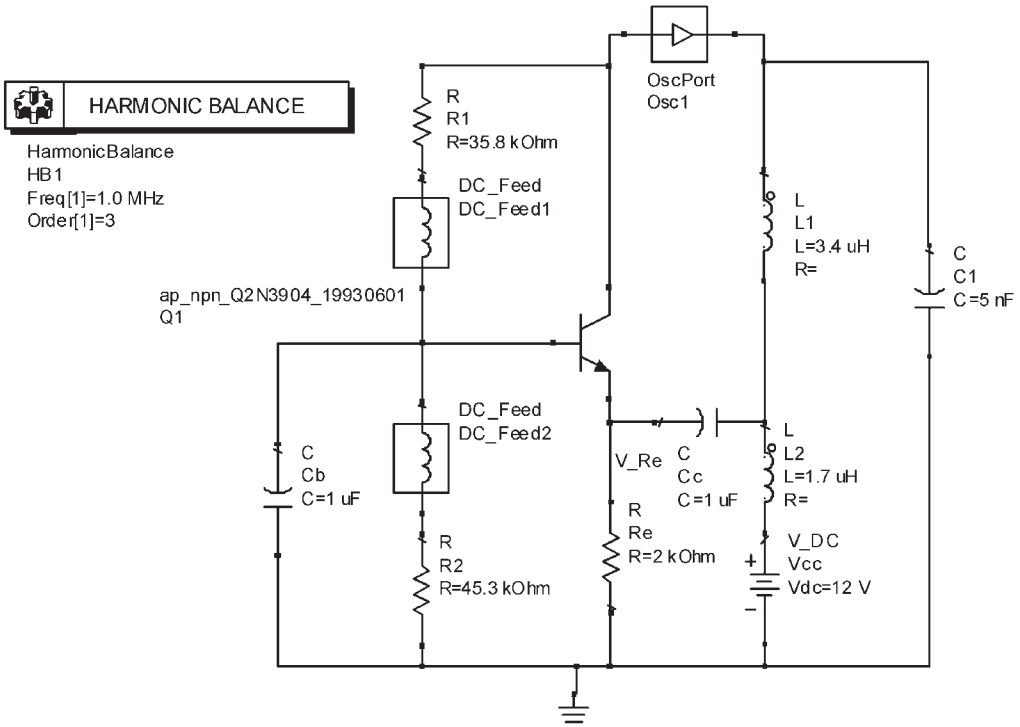 HARMONIC BALANCE
HarmonicBalance
HB1
Freq[1]=1.0 MHz
Order[1]=3
OscPort
Osc1
R
R1
R=35.8 kOhm
DC_Feed
DC_Feed1
L
L1
L=3.4 uH
R=
C
C1
C=5 nF
ap_npn_Q2N3904_19930601
Q1
DC_Feed
DC_Feed2
C
Cb
C=1 uF
V_Re
C
Cc
C=1 uF
L
L2
L=1.7 uH
R=
R
Re
R=2 kOhm
R
R2
R=45.3 kOhm
+
V_DC
Vcc
Vdc=12 V
−